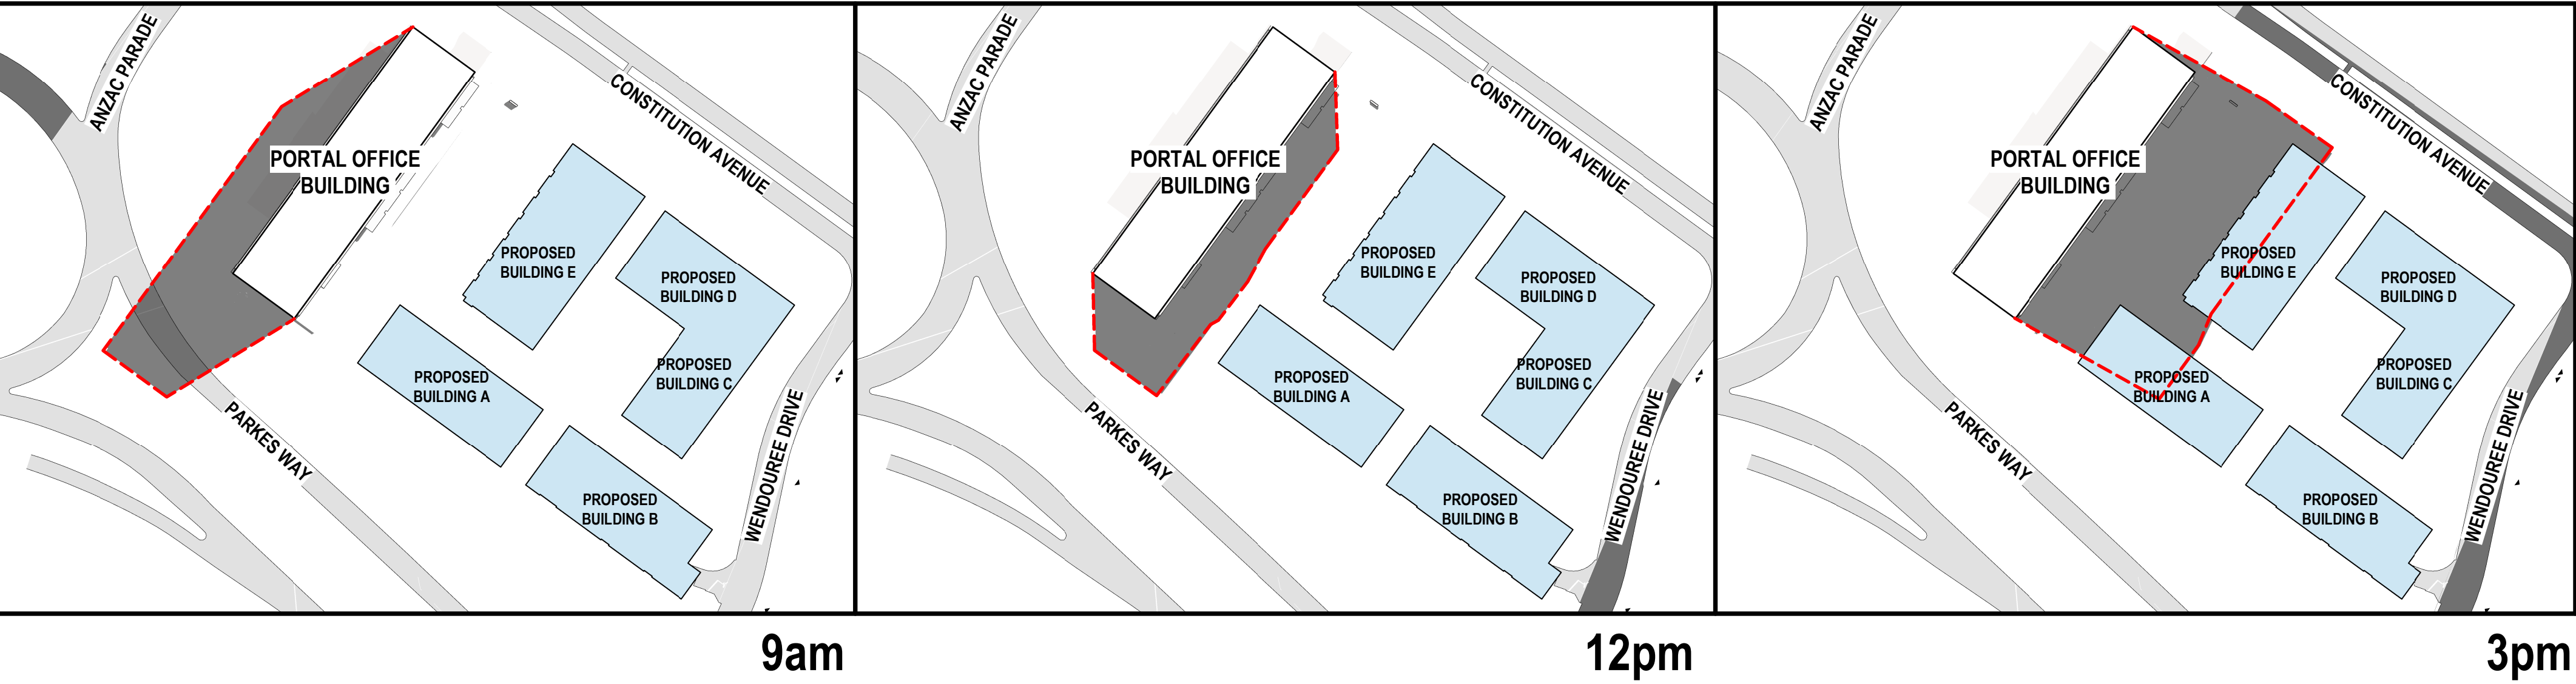 ANZAC PARADE
CONSTITUTION AVENUE
PORTAL OFFICE
BUILDING
PROPOSED
BUILDING E
PROPOSED
BUILDING D
PROPOSED
BUILDING C
PROPOSED
BUILDING A
PROPOSED
BUILDING B
PARKES WAY
WENDOUREE DRIVE
9am
ANZAC PARADE
CONSTITUTION AVENUE
PORTAL OFFICE
BUILDING
PROPOSED
BUILDING E
PROPOSED
BUILDING D
PROPOSED
BUILDING C
PROPOSED
BUILDING A
PROPOSED
BUILDING B
PARKES WAY
WENDOUREE DRIVE
12pm
ANZAC PARADE
CONSTITUTION AVENUE
PORTAL OFFICE
BUILDING
PROPOSED
BUILDING E
PROPOSED
BUILDING D
PROPOSED
BUILDING C
PROPOSED
BUILDING A
PROPOSED
BUILDING B
PARKES WAY
WENDOUREE DRIVE
3pm